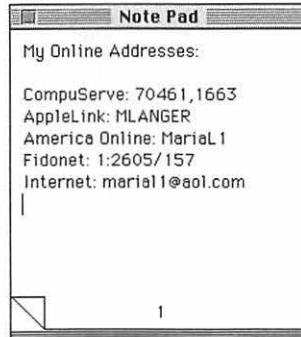 Note Pad
My Online Addresses:
CompuServe: 70461,1663
AppleLink: MLANGER
America Online: MariaL1
Fidonet: 1:2605/157
Internet: marial1@aol.com
1